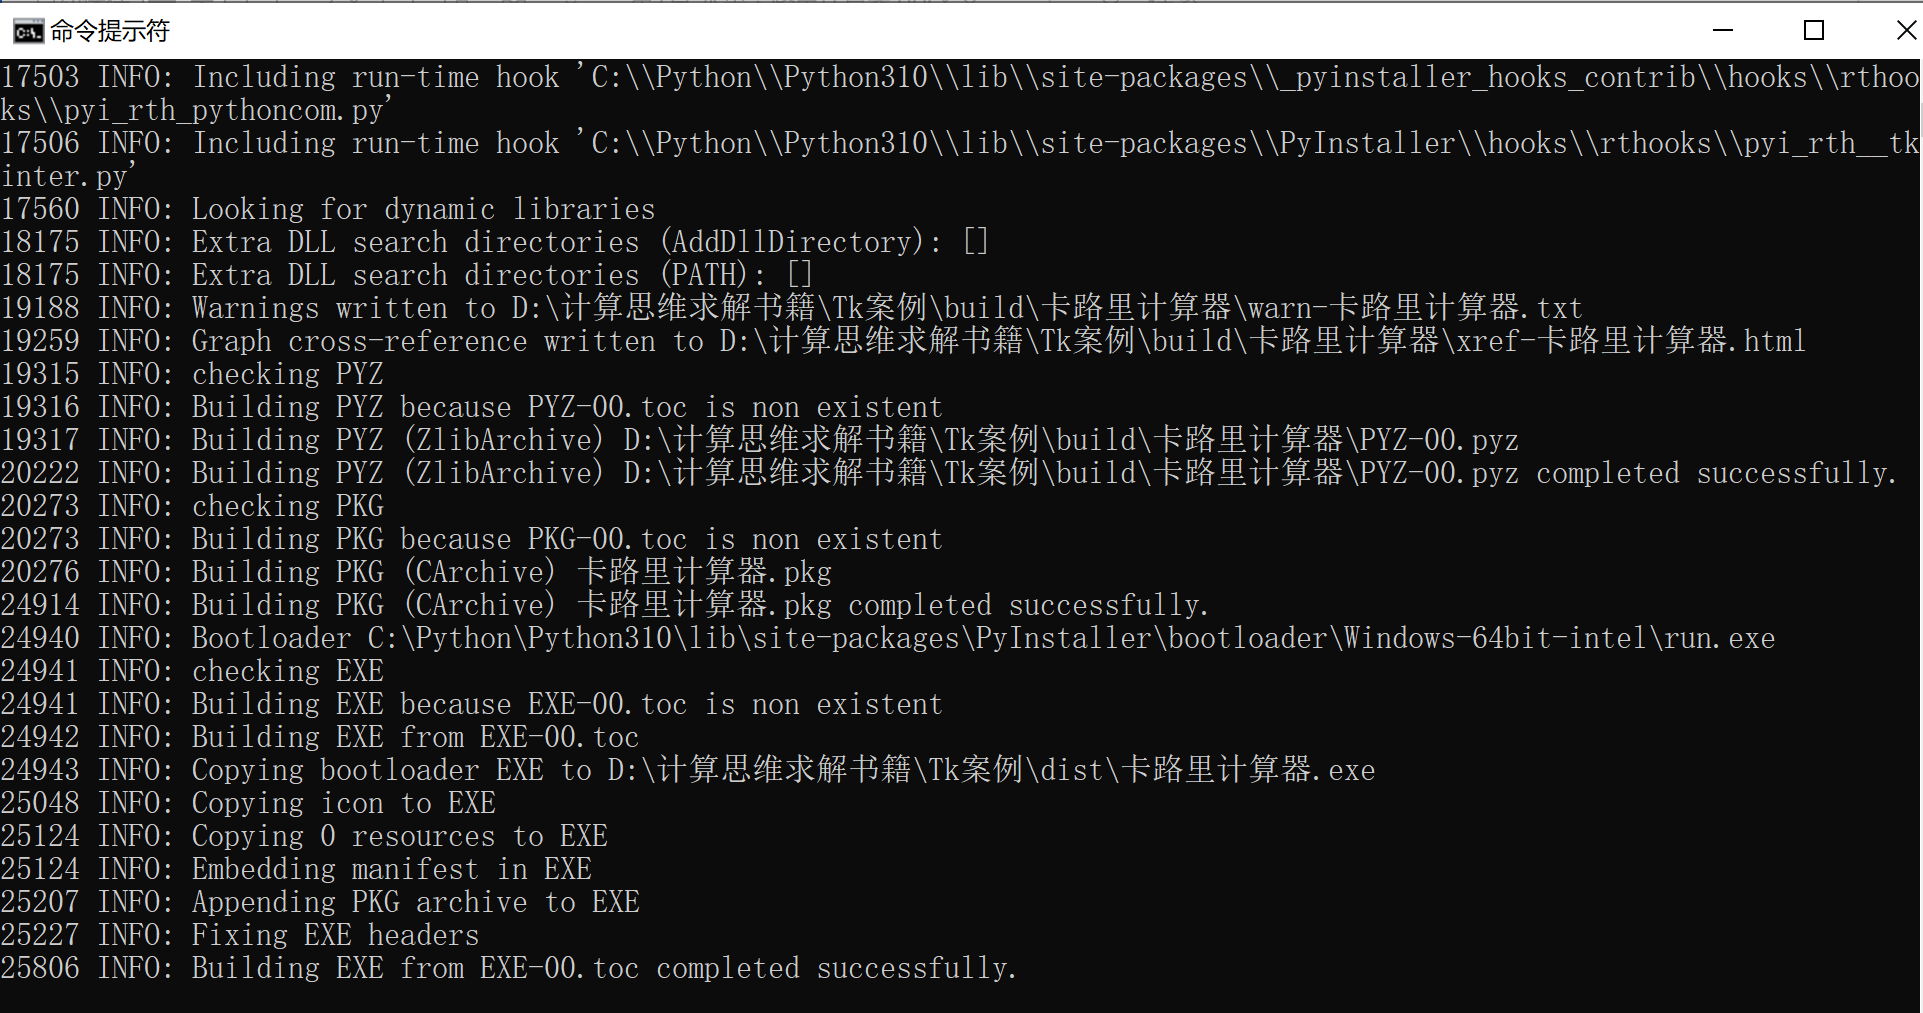 命令提示符
17503 INFO: Including run-time hook 'C:\\Python\\Python310\\lib\\site-packages\\_pyinstaller_hooks_contrib\\hooks\\rthoo
ks\\pyi_rth_pythoncom.py'
17506 INFO: Including run-time hook 'C:\\Python\\Python310\\lib\\site-packages\\PyInstaller\\hooks\\rthooks\\pyi_rth__tk
inter.py'
17560 INFO: Looking for dynamic libraries
18175 INFO: Extra DLL search directories (AddDllDirectory): []
18175 INFO: Extra DLL search directories (PATH): []
19188 INFO: Warnings written to D:\计算思维求解书籍\Tk案例\build\卡路里计算器\warn-卡路里计算器.txt
19259 INFO: Graph cross-reference written to D:\计算思维求解书籍\Tk案例\build\卡路里计算器\xref-卡路里计算器.html
19315 INFO: checking PYZ
19316 INFO: Building PYZ because PYZ-00.toc is non existent
19317 INFO: Building PYZ (ZlibArchive) D:\计算思维求解书籍\Tk案例\build\卡路里计算器\PYZ-00.pyz
20222 INFO: Building PYZ (ZlibArchive) D:\计算思维求解书籍\Tk案例\build\卡路里计算器\PYZ-00.pyz completed successfully.
20273 INFO: checking PKG
20273 INFO: Building PKG because PKG-00.toc is non existent
20276 INFO: Building PKG (CArchive) 卡路里计算器.pkg
24914 INFO: Building PKG (CArchive) 卡路里计算器.pkg completed successfully.
24940 INFO: Bootloader C:\Python\Python310\lib\site-packages\PyInstaller\bootloader\Windows-64bit-intel\run.exe
24941 INFO: checking EXE
24941 INFO: Building EXE because EXE-00.toc is non existent
24942 INFO: Building EXE from EXE-00.toc
24943 INFO: Copying bootloader EXE to D:\计算思维求解书籍\Tk案例\dist\卡路里计算器.exe
25048 INFO: Copying icon to EXE
25124 INFO: Copying 0 resources to EXE
25124 INFO: Embedding manifest in EXE
25207 INFO: Appending PKG archive to EXE
25227 INFO: Fixing EXE headers
25806 INFO: Building EXE from EXE-00.toc completed successfully.